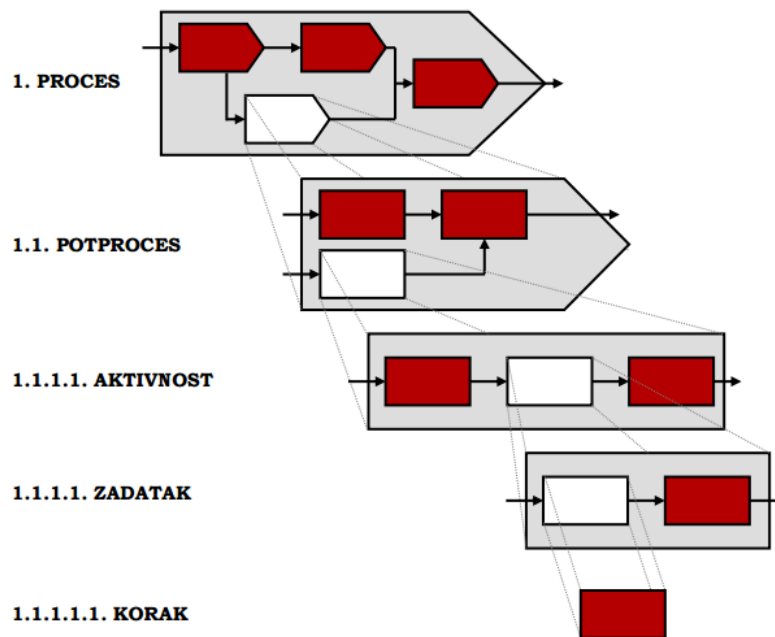 1. PROCES
1.1. POTPROCES
1.1.1.1. AKTIVNOST
1.1.1.1. ZADATAK
1.1.1.1.1. KORAK